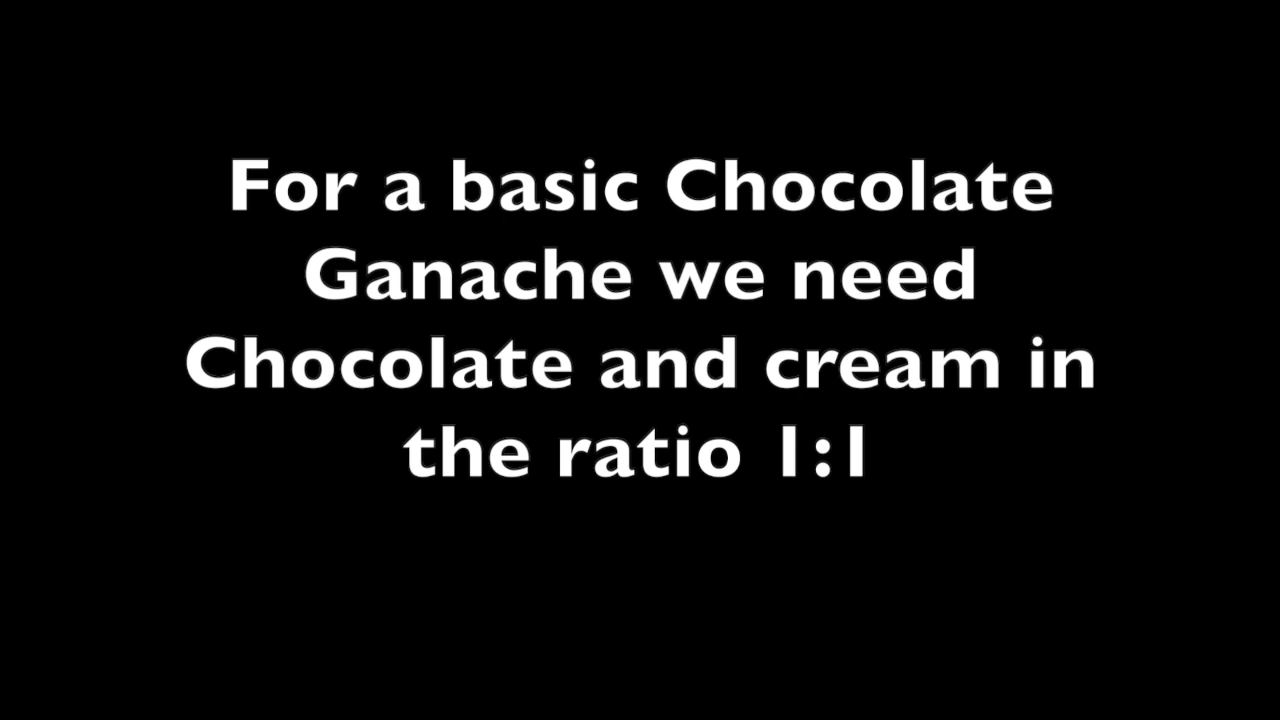 For a basic Chocolate
Ganache we need
Chocolate and cream in
the ratio 1:1